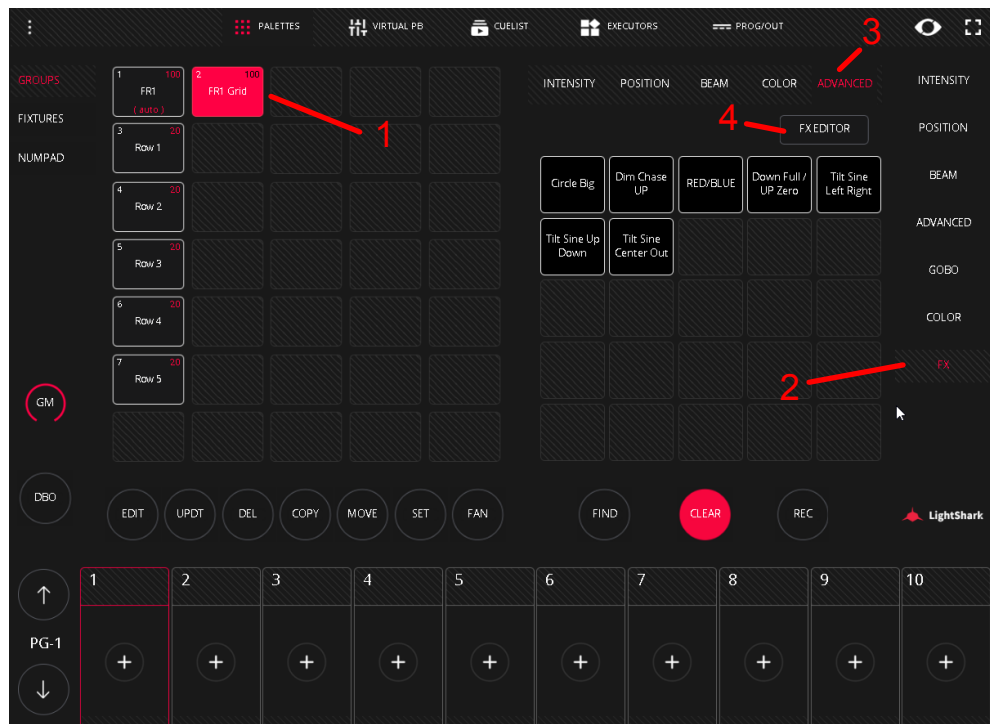 PALETTES
VIRTUAL PB
CUELIST
EXECUTORS
PROG/OUT
3
GROUPS
FIXTURES
NUMPAD
1 100
FR1
( auto )
2 100
FR1 Grid
1
3 20
Row 1
4 20
Row 2
5 20
Row 3
6 20
Row 4
7 20
Row 5
INTENSITY
POSITION
BEAM
COLOR
ADVANCED
4
FX EDITOR
Circle Big
Dim Chase
UP
RED/BLUE
Down Full /
UP Zero
Tilt Sine
Left Right
Tilt Sine Up
Down
Tilt Sine
Center Out
INTENSITY
POSITION
BEAM
ADVANCED
GOBO
COLOR
FX
2
GM
DBO
EDIT
UPDT
DEL
COPY
MOVE
SET
FAN
FIND
CLEAR
REC
LightShark
PG-1
1
2
3
4
5
6
7
8
9
10